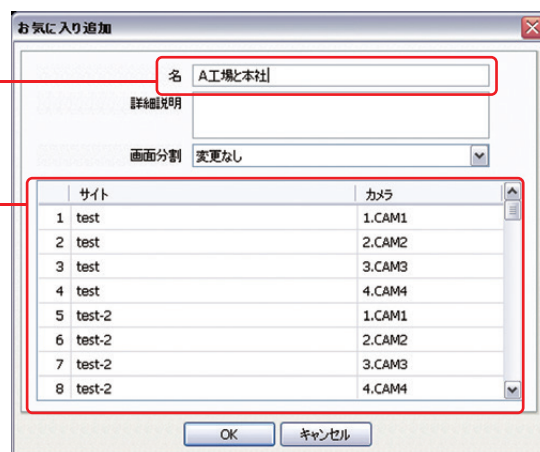 お気に入り追加
名 A工場と本社
詳細説明
画面分割 変更なし
サイト カメラ
1 test 1.CAM1
2 test 2.CAM2
3 test 3.CAM3
4 test 4.CAM4
5 test-2 1.CAM1
6 test-2 2.CAM2
7 test-2 3.CAM3
8 test-2 4.CAM4
OK キャンセル